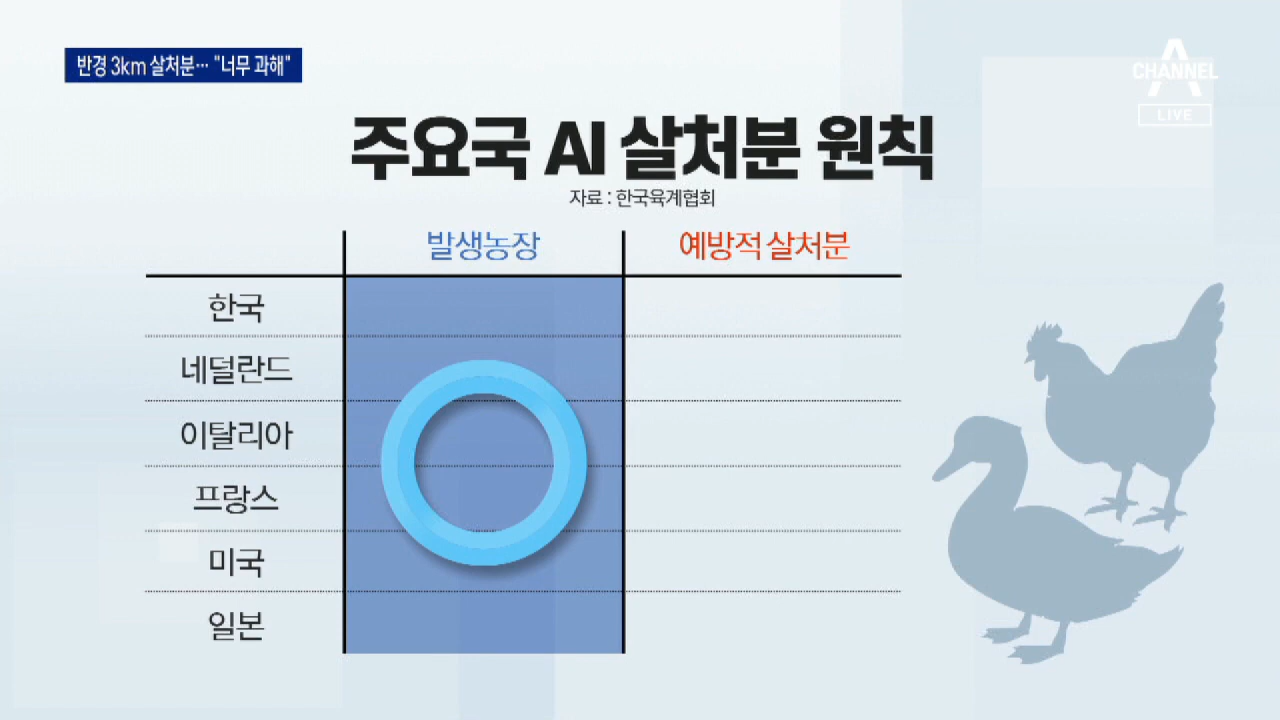 반경 3km 살처분… "너무 과해"
CHANNEL A
LIVE
주요국 AI 살처분 원칙
자료 : 한국육계협회
발생농장 예방적 살처분
한국
네덜란드
이탈리아
프랑스
미국
일본